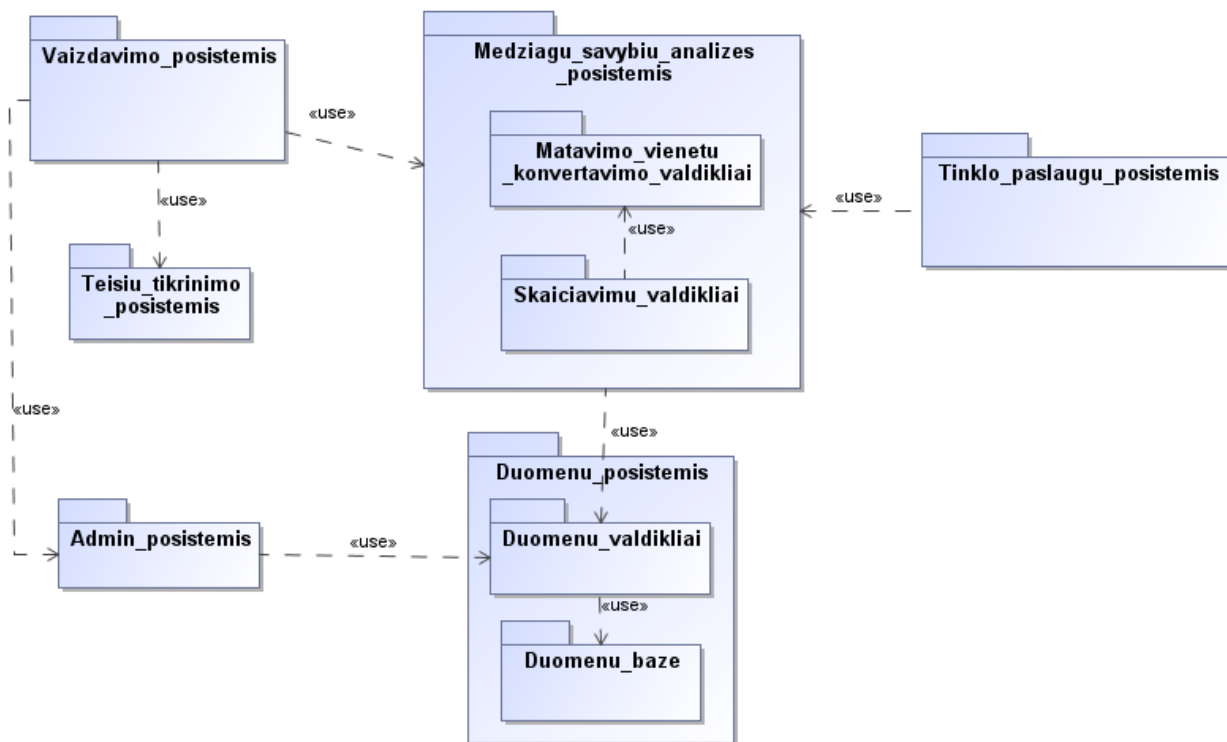 Vaizdavimo_posistemis
Medziagu_savybiu_analizes
_posistemis
«use»
Matavimo_vienetu
_konvertavimo_valdikliai
Tinklo_paslaugu_posistemis
«use»
«use»
«use»
Teisiu_tikrinimo
_posistemis
Skaiciavimu_valdikliai
«use»
«use»
Duomenu_posistemis
Admin_posistemis
«use»
Duomenu_valdikliai
«use»
Duomenu_baze